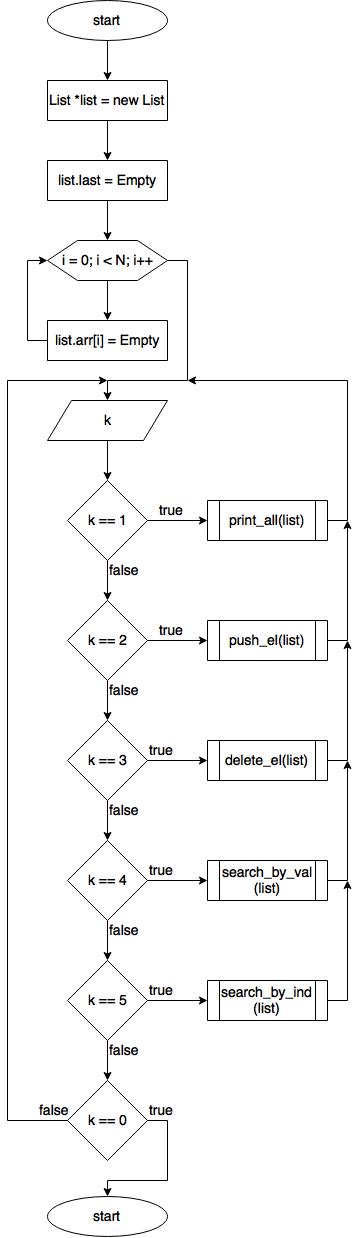 start
List *list = new List
list.last = Empty
i = 0; i < N; i++
list.arr[i] = Empty
k
k == 1
true
print_all(list)
false
k == 2
true
push_el(list)
false
k == 3
true
delete_el(list)
false
k == 4
true
search_by_val
(list)
false
k == 5
true
search_by_ind
(list)
false
false
k == 0
true
start